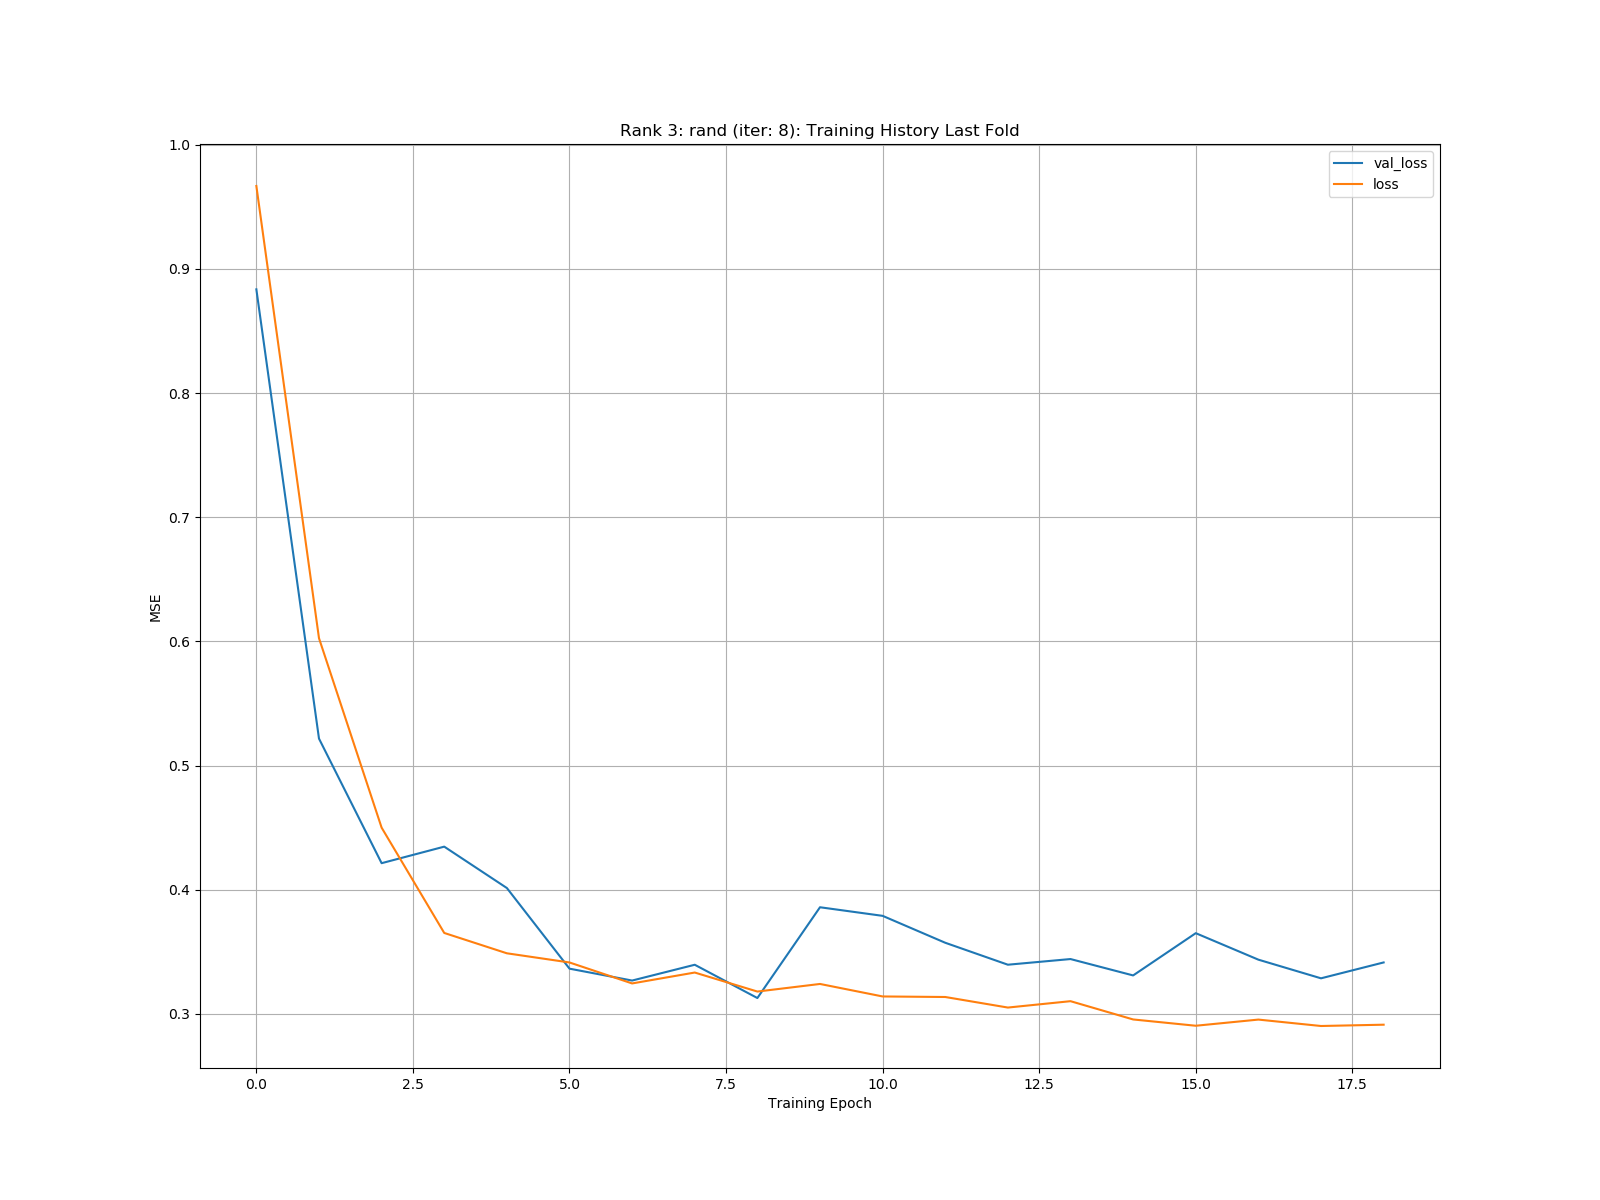 Rank 3: rand (iter: 8): Training History Last Fold
val_loss
loss
MSE
1.0
0.9
0.8
0.7
0.6
0.5
0.4
0.3
0.0 2.5 5.0 7.5 10.0 12.5 15.0 17.5
Training Epoch